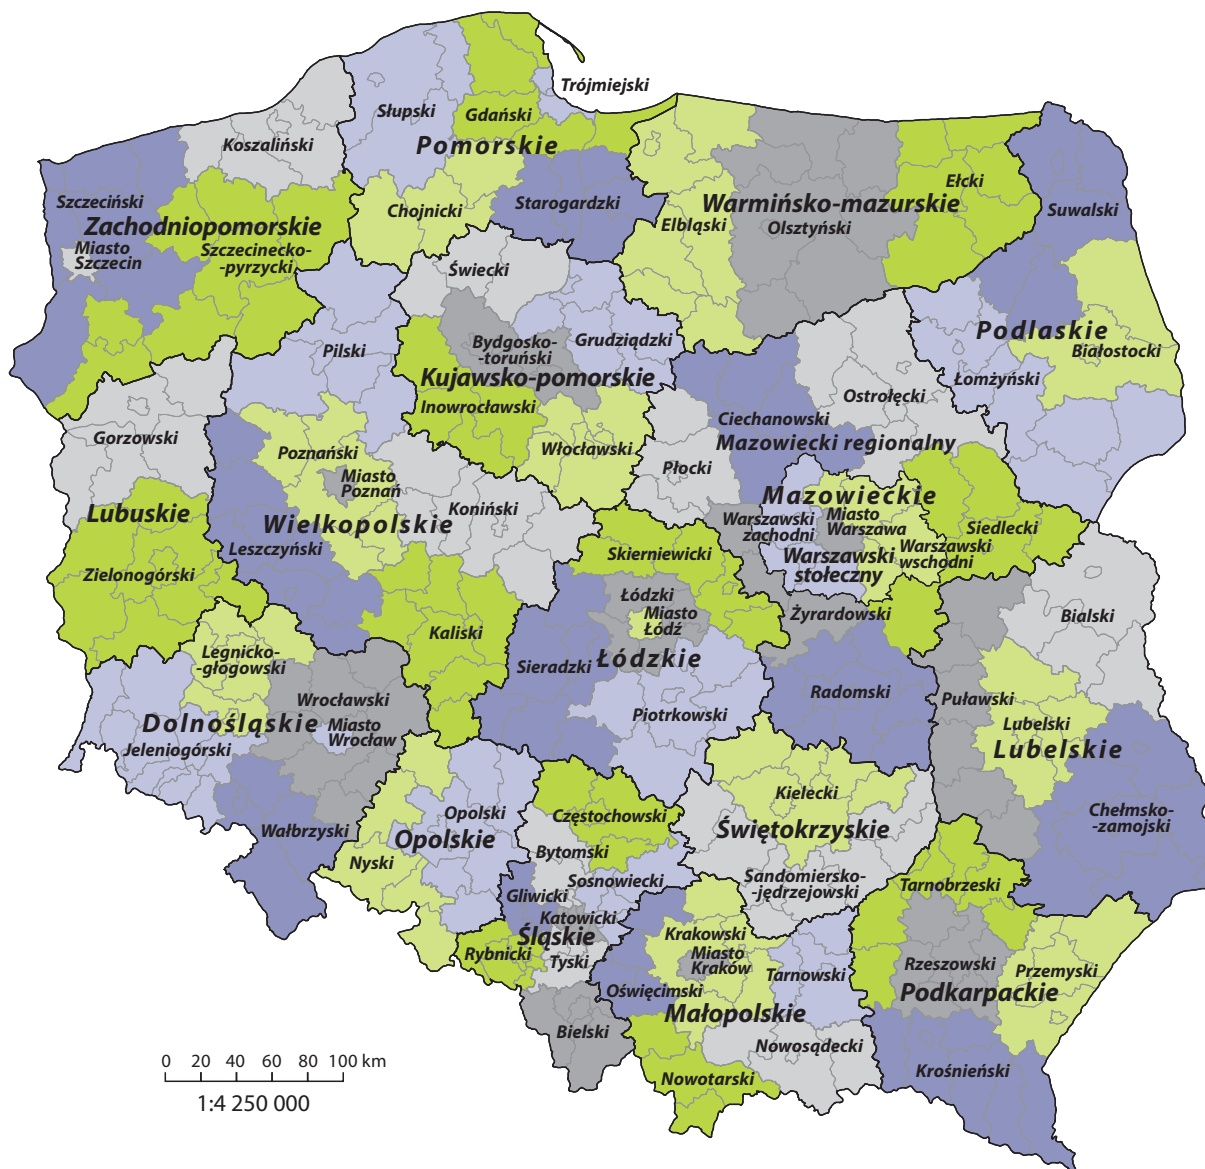 Trójmiejski
Słupski
Gdański
Pomorskie
Koszaliński
Ełcki
Szczeciński
Chojnicki
Starogardzki
Warmińsko-mazurskie
Suwalski
Elbląski
Olsztyński
Zachodniopomorskie
Miasto
Szczecin
Szczecinecko-
-pyrzycki
Świecki
Podlaskie
Pilski
Bydgosko-
-toruński
Grudziądzki
Białostocki
Kujawsko-pomorskie
Łomżyński
Inowrocławski
Ostrołęcki
Ciechanowski
Gorzowski
Mazowiecki regionalny
Poznański
Włocławski
Płocki
Miasto
Poznań
Mazowieckie
Lubuskie
Wielkopolskie
Koniński
Warszawski
zachodni
Miasto
Warszawa
Siedlecki
Leszczyński
Skierniewicki
Warszawski
stołeczny
Warszawski
wschodni
Zielonogórski
Łódzki
Miasto
Łódź
Żyrardowski
Bialski
Kaliski
Legnicko-
-głogowski
Sieradzki
Łódzkie
Wrocławski
Radomski
Puławski
Dolnośląskie
Miasto
Wrocław
Piotrkowski
Lubelski
Lubelskie
Jeleniogórski
Kielecki
Opolski
Częstochowski
Chełmsko-
-zamojski
Wałbrzyski
Opolskie
Świętokrzyskie
Nyski
Bytomski
Sosnowiecki
Sandomiersko-
-jędrzejowski
Tarnobrzeski
Gliwicki
Katowicki
Śląskie
Krakowski
Rybnicki
Tyski
Miasto
Kraków
Tarnowski
Rzeszowski
Przemyski
Oświęcimski
Podkarpackie
Małopolskie
Bielski
Nowosądecki
Nowotarski
Krośnieński
0 20 40 60 80 100 km
1:4 250 000